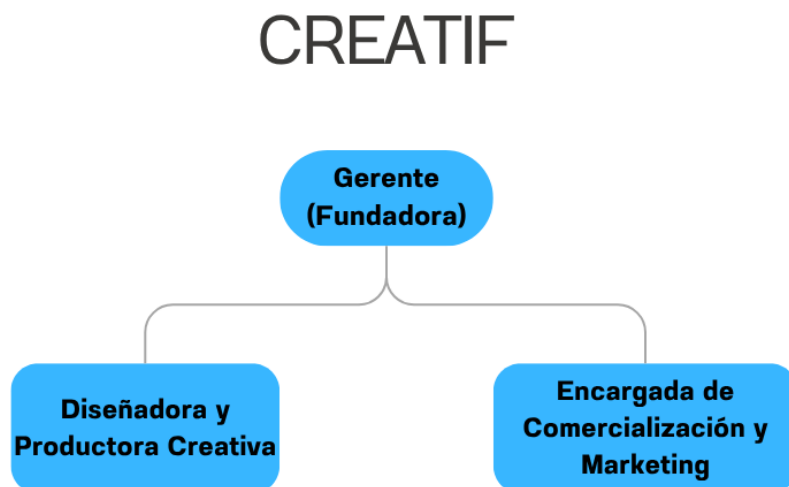 CREATIF
Gerente
(Fundadora)
Diseñadora y
Productora Creativa
Encargada de
Comercialización y
Marketing